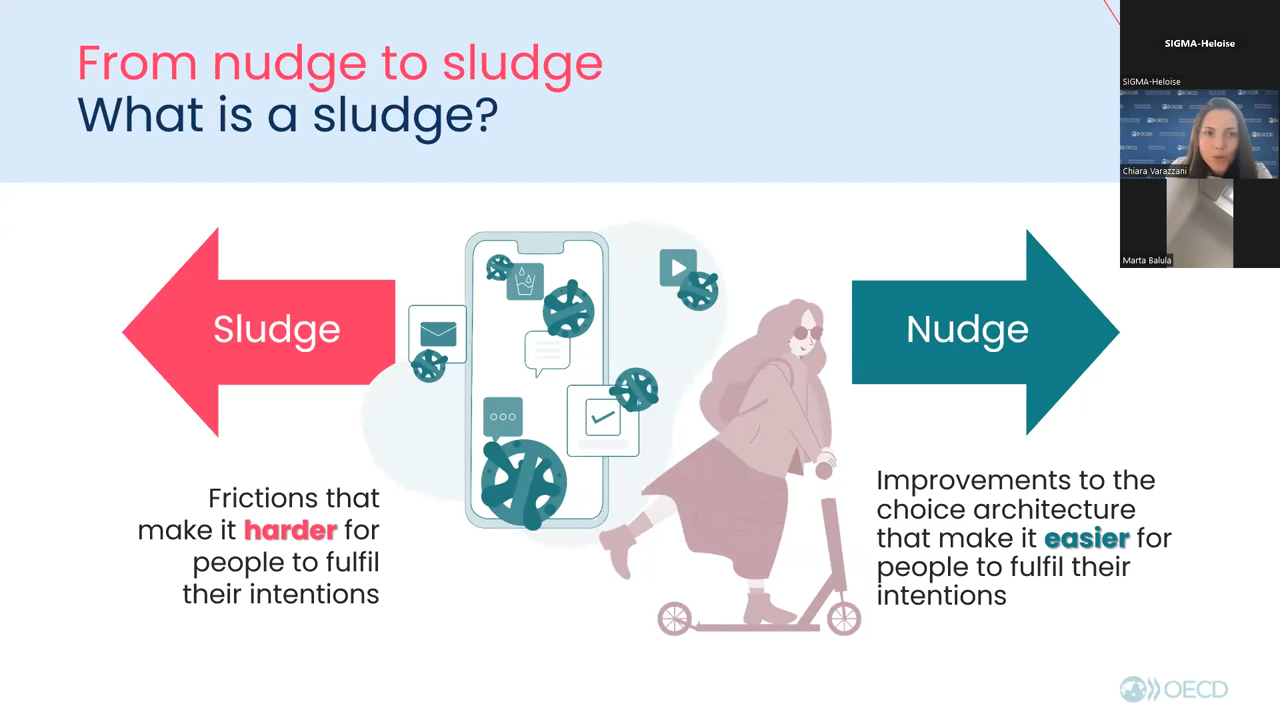 From nudge to sludge
What is a sludge?
SIGMA-Heloise
SIGMA-Heloise
OECD
Chiara Varazzani
Marta Balula
Sludge
Nudge
Frictions that
make it harder for
people to fulfil
their intentions
Improvements to the
choice architecture
that make it easier for
people to fulfil their
intentions
OECD